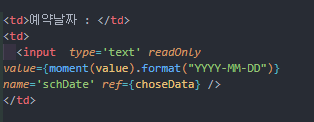 <td>예약날짜 : </td>
<td>
<input type='text' readOnly
value={moment(value).format("YYYY-MM-DD")}
name='schDate' ref={choseData} />
</td>